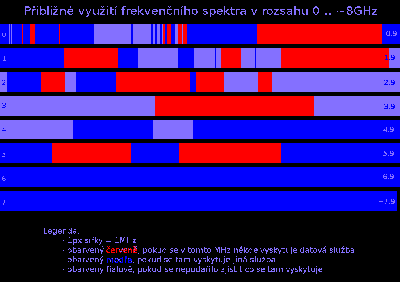 Približné využití frekvenčního spektra v rozsahu 0 .. ~8GHz
0 0.9
1 1.9
2 2.9
3 3.9
4 4.9
5 5.9
6 6.9
7 ~7.9
Legenda:
- 1px šířky = 1MHz
- obarveny červeně, pokud se v tomto MHz někde vyskytuje datová služba
- obarveny modře, pokud se tam vyskytuje jiná služba
- obarveny fialově, pokud se nepodařilo zjistit co se tam vyskytuje